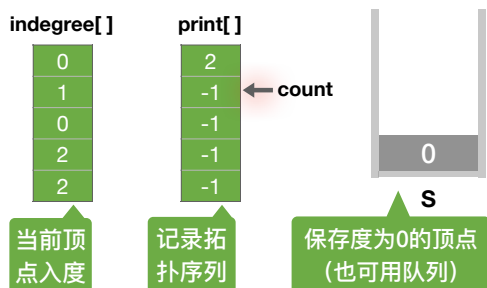 indegree[ ]
print[ ]
0
1
0
2
2
2
-1
-1
-1
-1
count
0
S
当前顶
点入度
记录拓
扑序列
保存度为0的顶点
（也可用队列）